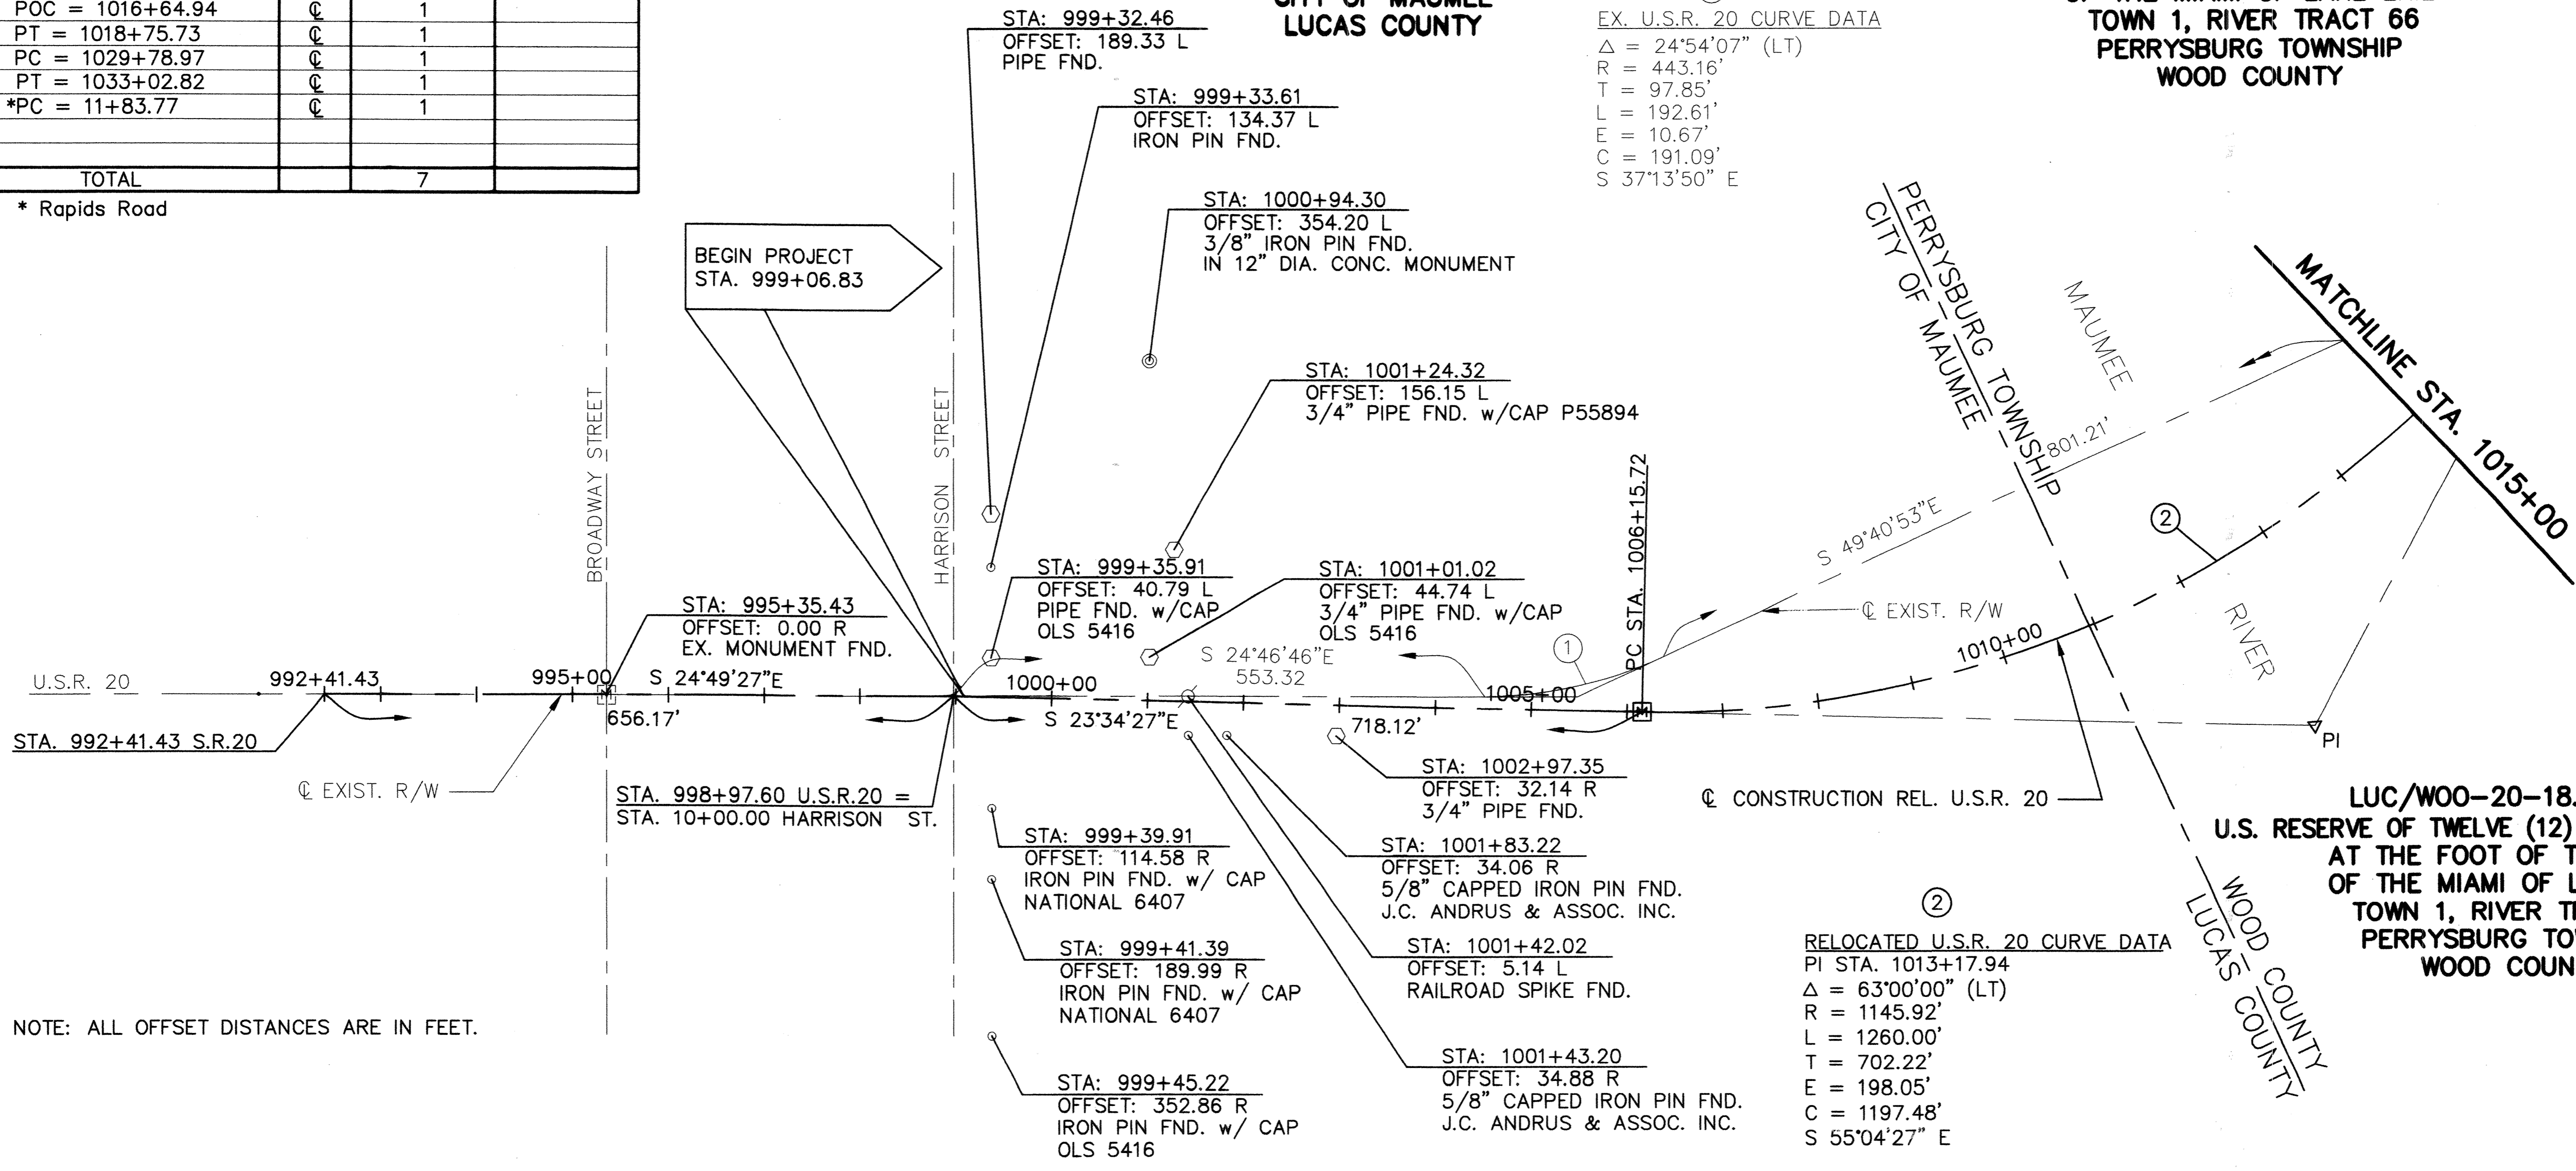 POC = 1016+64.94 ℄ 1
PT = 1018+75.73 ℄ 1
PC = 1029+78.97 ℄ 1
PT = 1033+02.82 ℄ 1
*PC = 11+83.77 ℄ 1
TOTAL 7
* Rapids Road
LUCAS COUNTY
EX. U.S.R. 20 CURVE DATA
Δ = 24°54'07" (LT)
R = 443.16'
T = 97.85'
L = 192.61'
E = 10.67'
C = 191.09'
S 37°13'50" E
TOWN 1, RIVER TRACT 66
PERRYSBURG TOWNSHIP
WOOD COUNTY
STA: 999+32.46
OFFSET: 189.33 L
PIPE FND.
STA: 999+33.61
OFFSET: 134.37 L
IRON PIN FND.
STA: 1000+94.30
OFFSET: 354.20 L
3/8" IRON PIN FND.
IN 12" DIA. CONC. MONUMENT
BEGIN PROJECT
STA. 999+06.83
STA: 1001+24.32
OFFSET: 156.15 L
3/4" PIPE FND. w/CAP P55894
BROADWAY STREET
HARRISON STREET
STA: 999+35.91
OFFSET: 40.79 L
PIPE FND. w/CAP
OLS 5416
STA: 1001+01.02
OFFSET: 44.74 L
3/4" PIPE FND. w/CAP
OLS 5416
STA: 995+35.43
OFFSET: 0.00 R
EX. MONUMENT FND.
PERRYSBURG TOWNSHIP
CITY OF MAUMEE
MAUMEE
RIVER
MATCHLINE STA. 1015+00
801.21'
S 49°40'53"E
℄ EXIST. R/W
PC STA. 1006+15.72
1
2
U.S.R. 20
992+41.43
995+00
S 24°49'27"E
656.17'
1000+00
S 24°46'46"E
553.32
S 23°34'27"E
718.12'
1005+00
1010+00
PI
STA. 992+41.43 S.R.20
℄ EXIST. R/W
STA. 998+97.60 U.S.R.20 =
STA. 10+00.00 HARRISON ST.
STA: 1002+97.35
OFFSET: 32.14 R
3/4" PIPE FND.
℄ CONSTRUCTION REL. U.S.R. 20
STA: 999+39.91
OFFSET: 114.58 R
IRON PIN FND. w/ CAP
NATIONAL 6407
STA: 1001+83.22
OFFSET: 34.06 R
5/8" CAPPED IRON PIN FND.
J.C. ANDRUS & ASSOC. INC.
STA: 999+41.39
OFFSET: 189.99 R
IRON PIN FND. w/ CAP
NATIONAL 6407
STA: 1001+42.02
OFFSET: 5.14 L
RAILROAD SPIKE FND.
STA: 999+45.22
OFFSET: 352.86 R
IRON PIN FND. w/ CAP
OLS 5416
STA: 1001+43.20
OFFSET: 34.88 R
5/8" CAPPED IRON PIN FND.
J.C. ANDRUS & ASSOC. INC.
NOTE: ALL OFFSET DISTANCES ARE IN FEET.
2
RELOCATED U.S.R. 20 CURVE DATA
PI STA. 1013+17.94
Δ = 63°00'00" (LT)
R = 1145.92'
L = 1260.00'
T = 702.22'
E = 198.05'
C = 1197.48'
S 55°04'27" E
WOOD COUNTY
LUCAS COUNTY
LUC/WOO-20-18.
U.S. RESERVE OF TWELVE (12)
AT THE FOOT OF
OF THE MIAMI OF
TOWN 1, RIVER
PERRYSBURG
WOOD